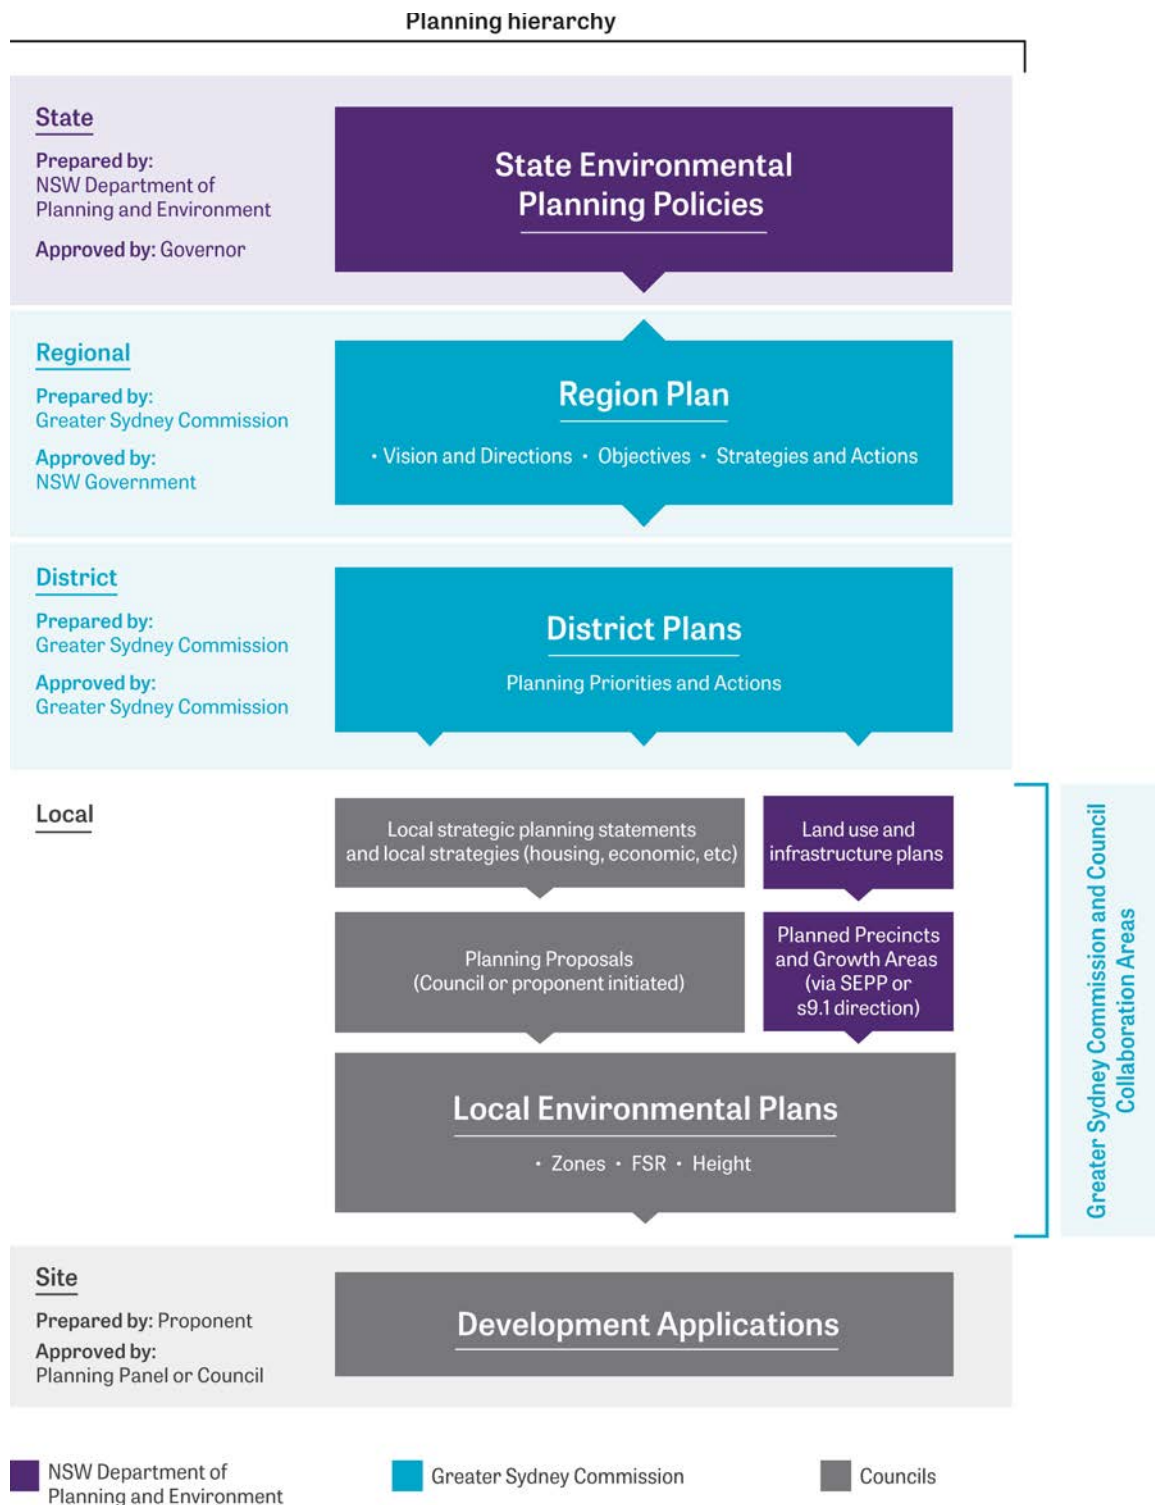 Planning hierarchy
State
Prepared by:
NSW Department of
Planning and Environment
Approved by: Governor
State Environmental
Planning Policies
Regional
Prepared by:
Greater Sydney Commission
Approved by:
NSW Government
Region Plan
• Vision and Directions • Objectives • Strategies and Actions
District
Prepared by:
Greater Sydney Commission
Approved by:
Greater Sydney Commission
District Plans
Planning Priorities and Actions
Local
Local strategic planning statements
and local strategies (housing, economic, etc)
Land use and
infrastructure plans
Planning Proposals
(Council or proponent initiated)
Planned Precincts
and Growth Areas
(via SEPP or
s9.1 direction)
Local Environmental Plans
• Zones • FSR • Height
Greater Sydney Commission and Council
Collaboration Areas
Site
Prepared by: Proponent
Approved by:
Planning Panel or Council
Development Applications
NSW Department of
Planning and Environment
Greater Sydney Commission
Councils